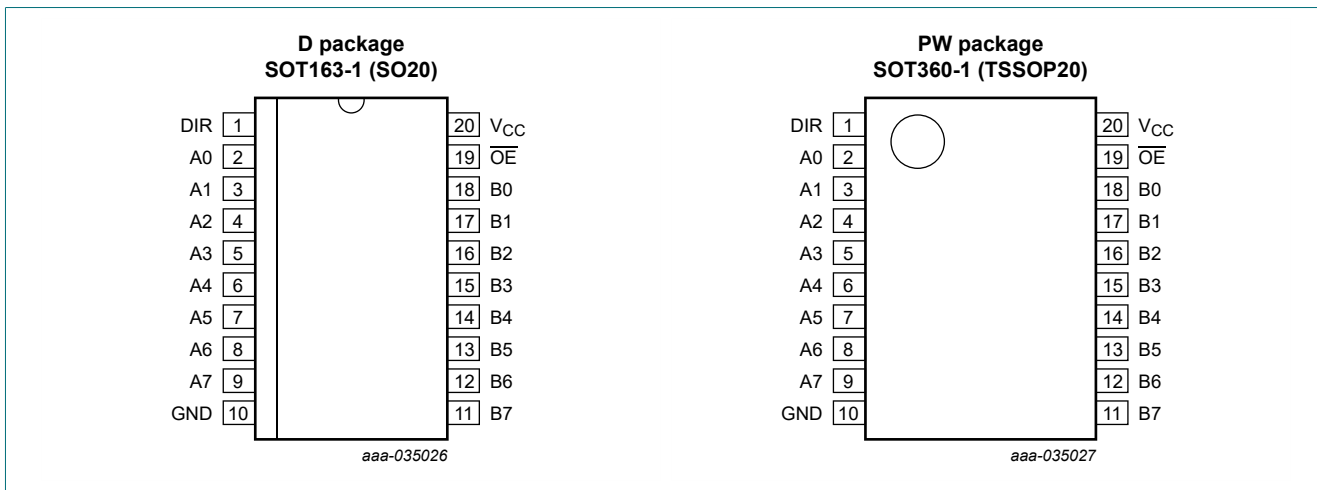 D package
SOT163-1 (SO20)
DIR 1 20 VCC
A0 2 19 O̅E̅
A1 3 18 B0
A2 4 17 B1
A3 5 16 B2
A4 6 15 B3
A5 7 14 B4
A6 8 13 B5
A7 9 12 B6
GND 10 11 B7
aaa-035026
PW package
SOT360-1 (TSSOP20)
DIR 1 20 VCC
A0 2 19 O̅E̅
A1 3 18 B0
A2 4 17 B1
A3 5 16 B2
A4 6 15 B3
A5 7 14 B4
A6 8 13 B5
A7 9 12 B6
GND 10 11 B7
aaa-035027